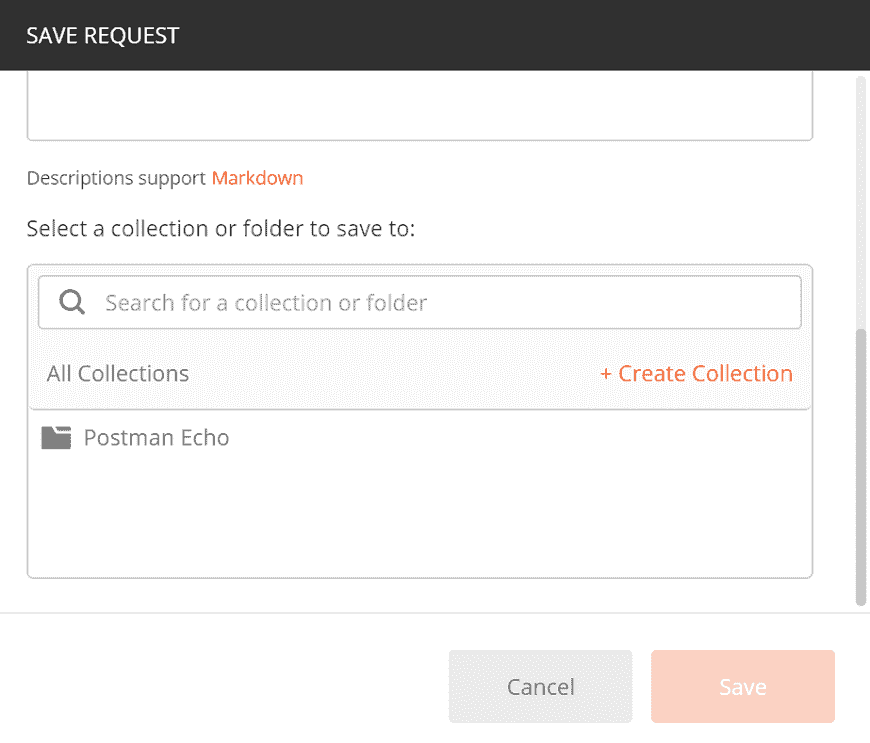 SAVE REQUEST
Descriptions support Markdown
Select a collection or folder to save to:
Search for a collection or folder
All Collections
+ Create Collection
Postman Echo
Cancel
Save